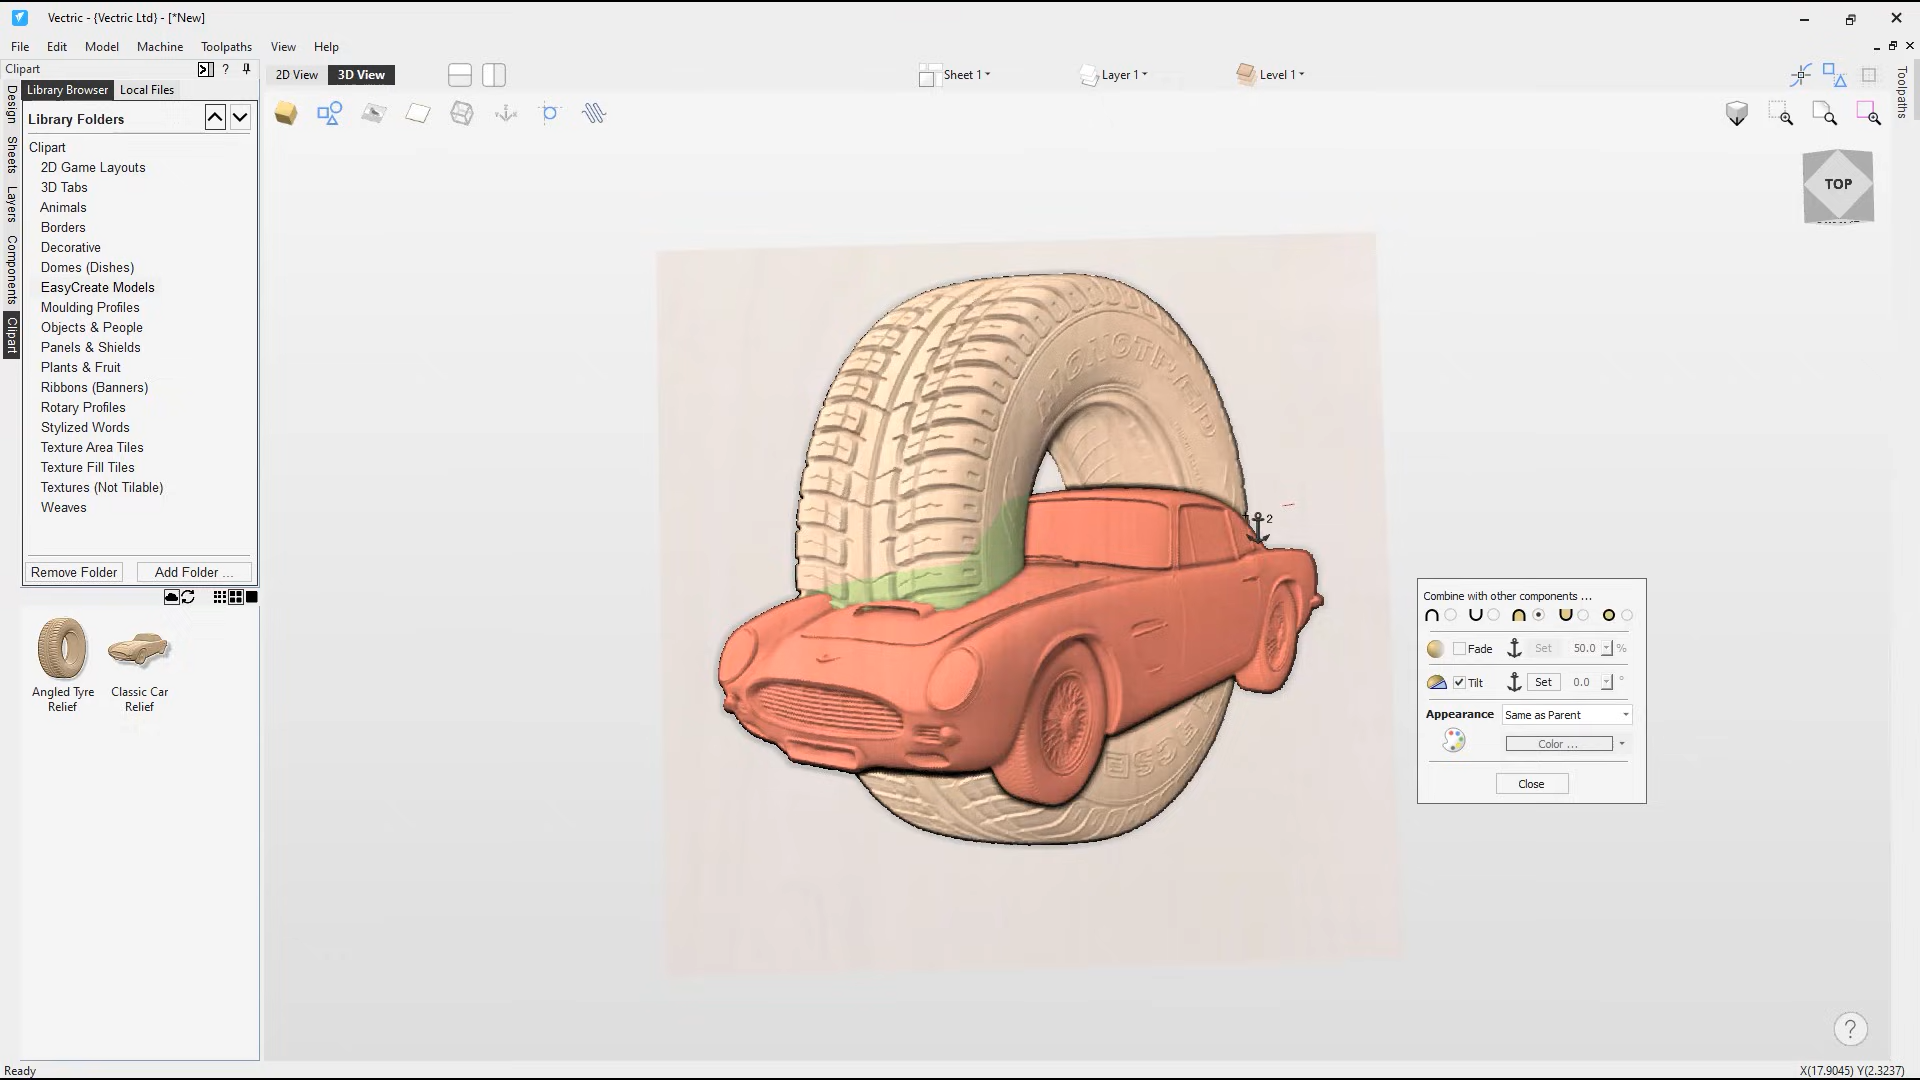 Vectric - {Vectric Ltd} - [*New]
File Edit Model Machine Toolpaths View Help
Clipart ?
Library Browser Local Files
2D View 3D View
Sheet 1 Layer 1 Level 1
Toolpaths
Design
Sheets
Layers
Components
Clipart
Library Folders
Clipart
2D Game Layouts
3D Tabs
Animals
Borders
Decorative
Domes (Dishes)
EasyCreate Models
Moulding Profiles
Objects & People
Panels & Shields
Plants & Fruit
Ribbons (Banners)
Rotary Profiles
Stylized Words
Texture Area Tiles
Texture Fill Tiles
Textures (Not Tilable)
Weaves
Remove Folder Add Folder ...
Angled Tyre Relief
Classic Car Relief
TOP
2
Combine with other components ...
Fade Set 50.0 %
Tilt Set 0.0 °
Appearance Same as Parent
Color ...
Close
?
Ready
X(17.9045) Y(2.3237)